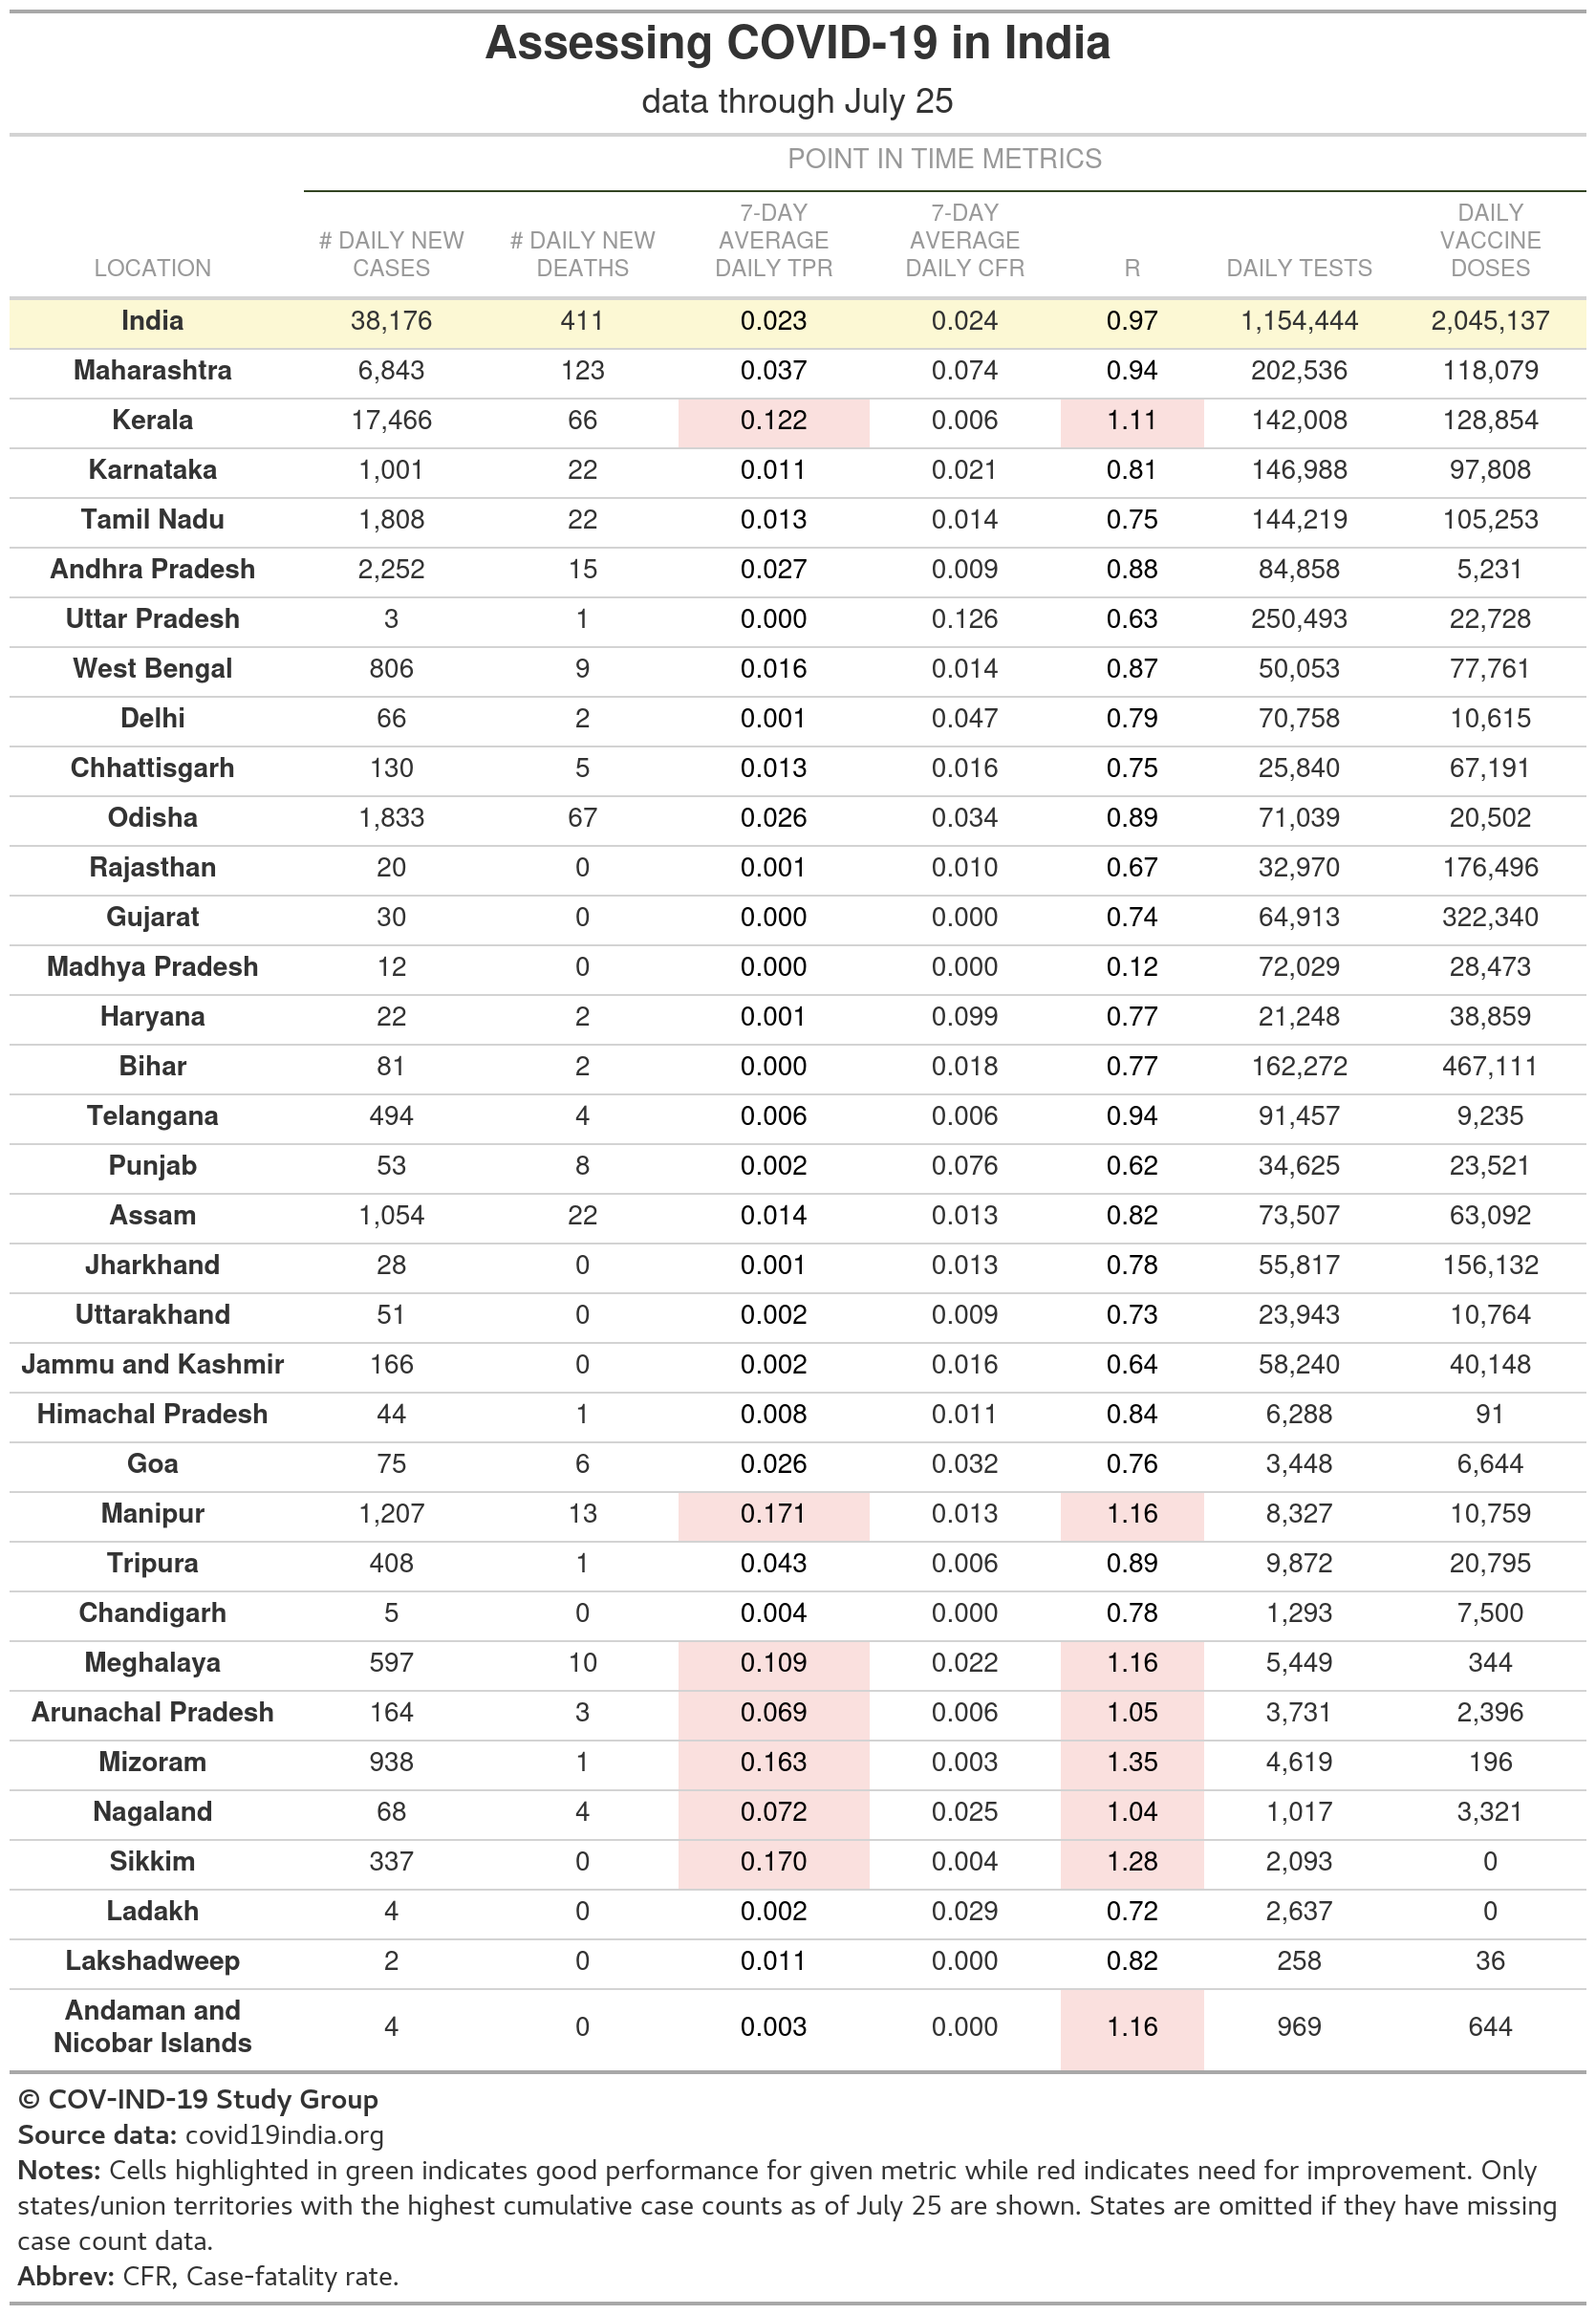 Assessing COVID-19 in India
data through July 25
POINT IN TIME METRICS
LOCATION # DAILY NEW CASES # DAILY NEW DEATHS 7-DAY AVERAGE DAILY TPR 7-DAY AVERAGE DAILY CFR R DAILY TESTS DAILY VACCINE DOSES
India 38,176 411 0.023 0.024 0.97 1,154,444 2,045,137
Maharashtra 6,843 123 0.037 0.074 0.94 202,536 118,079
Kerala 17,466 66 0.122 0.006 1.11 142,008 128,854
Karnataka 1,001 22 0.011 0.021 0.81 146,988 97,808
Tamil Nadu 1,808 22 0.013 0.014 0.75 144,219 105,253
Andhra Pradesh 2,252 15 0.027 0.009 0.88 84,858 5,231
Uttar Pradesh 3 1 0.000 0.126 0.63 250,493 22,728
West Bengal 806 9 0.016 0.014 0.87 50,053 77,761
Delhi 66 2 0.001 0.047 0.79 70,758 10,615
Chhattisgarh 130 5 0.013 0.016 0.75 25,840 67,191
Odisha 1,833 67 0.026 0.034 0.89 71,039 20,502
Rajasthan 20 0 0.001 0.010 0.67 32,970 176,496
Gujarat 30 0 0.000 0.000 0.74 64,913 322,340
Madhya Pradesh 12 0 0.000 0.000 0.12 72,029 28,473
Haryana 22 2 0.001 0.099 0.77 21,248 38,859
Bihar 81 2 0.000 0.018 0.77 162,272 467,111
Telangana 494 4 0.006 0.006 0.94 91,457 9,235
Punjab 53 8 0.002 0.076 0.62 34,625 23,521
Assam 1,054 22 0.014 0.013 0.82 73,507 63,092
Jharkhand 28 0 0.001 0.013 0.78 55,817 156,132
Uttarakhand 51 0 0.002 0.009 0.73 23,943 10,764
Jammu and Kashmir 166 0 0.002 0.016 0.64 58,240 40,148
Himachal Pradesh 44 1 0.008 0.011 0.84 6,288 91
Goa 75 6 0.026 0.032 0.76 3,448 6,644
Manipur 1,207 13 0.171 0.013 1.16 8,327 10,759
Tripura 408 1 0.043 0.006 0.89 9,872 20,795
Chandigarh 5 0 0.004 0.000 0.78 1,293 7,500
Meghalaya 597 10 0.109 0.022 1.16 5,449 344
Arunachal Pradesh 164 3 0.069 0.006 1.05 3,731 2,396
Mizoram 938 1 0.163 0.003 1.35 4,619 196
Nagaland 68 4 0.072 0.025 1.04 1,017 3,321
Sikkim 337 0 0.170 0.004 1.28 2,093 0
Ladakh 4 0 0.002 0.029 0.72 2,637 0
Lakshadweep 2 0 0.011 0.000 0.82 258 36
Andaman and Nicobar Islands 4 0 0.003 0.000 1.16 969 644
© COV-IND-19 Study Group
Source data: covid19india.org
Notes: Cells highlighted in green indicates good performance for given metric while red indicates need for improvement. Only
states/union territories with the highest cumulative case counts as of July 25 are shown. States are omitted if they have missing
case count data.
Abbrev: CFR, Case-fatality rate.